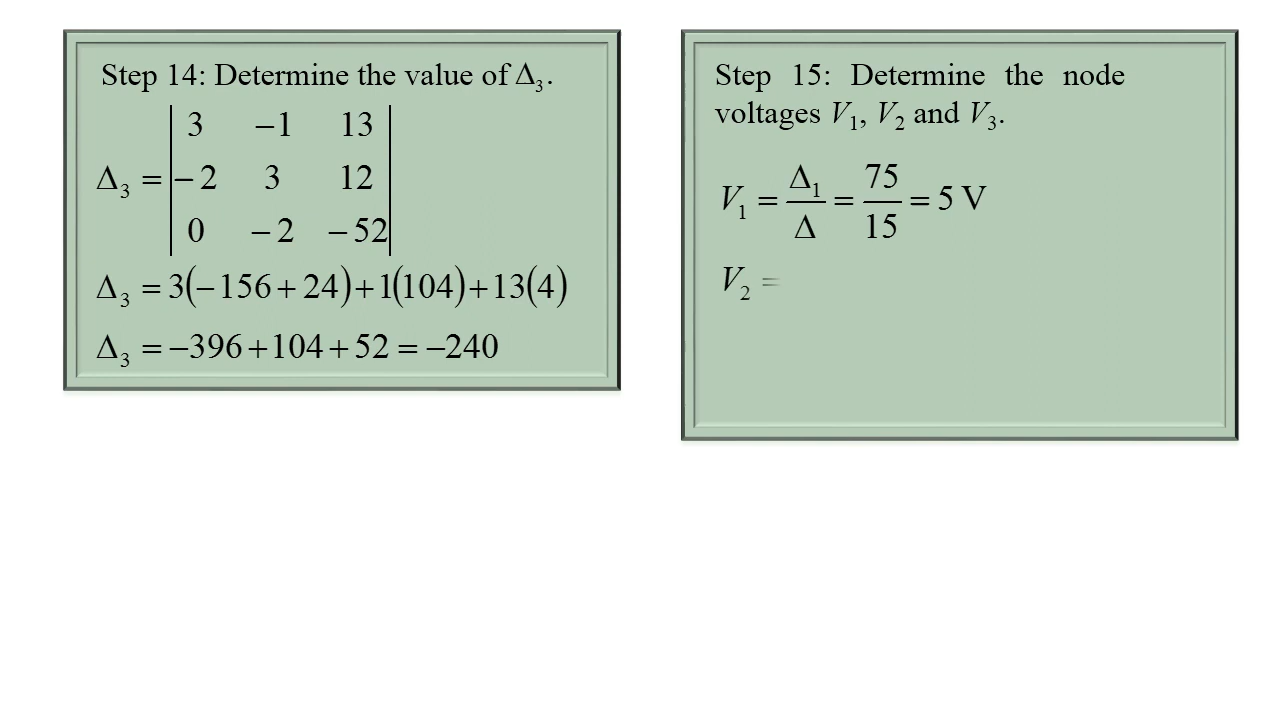 Step 14: Determine the value of Δ₃.
3 −1 13
Δ₃ = −2 3 12
0 −2 −52
Δ₃ = 3(−156+24)+1(104)+13(4)
Δ₃ = −396+104+52 = −240
Step 15: Determine the node
voltages V₁, V₂ and V₃.
V₁ = Δ₁/Δ = 75/15 = 5 V
V₂ =